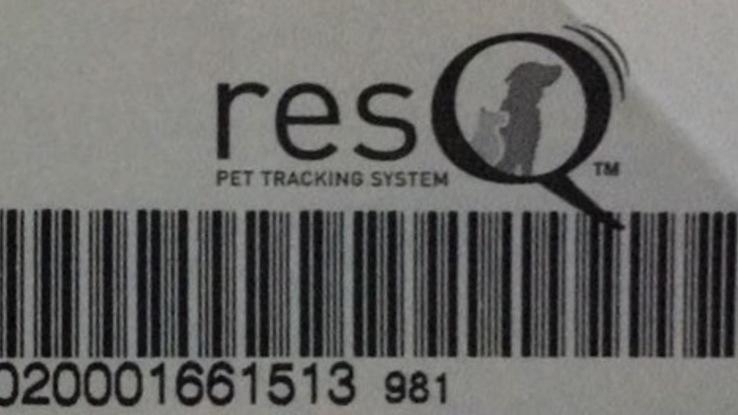 resQ
PET TRACKING SYSTEM ™
020001661513 981